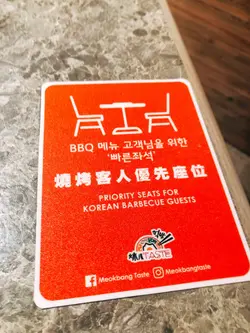 BBQ 메뉴 고객님을 위한
'빠른좌석'
燒烤客人優先座位
PRIORITY SEATS FOR
KOREAN BARBECUE GUESTS
TASTE
Meokbang Taste
Meokbangtaste